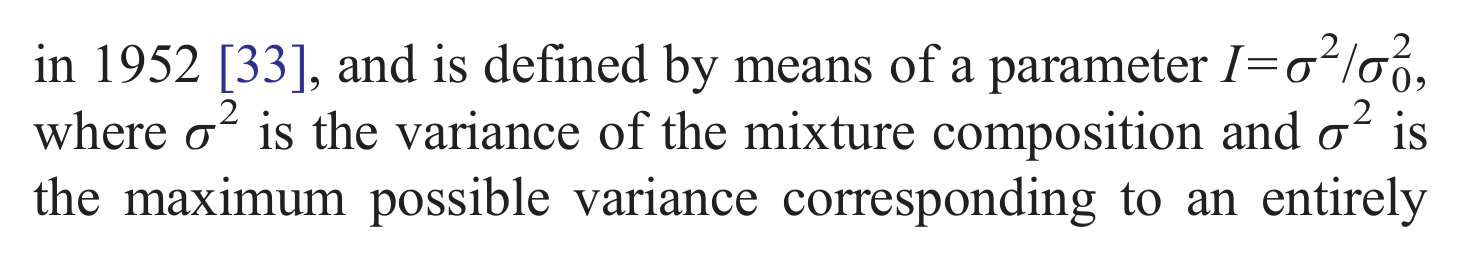 in 1952 [33], and is defined by means of a parameter I=σ²/σ₀²,
where σ² is the variance of the mixture composition and σ² is
the maximum possible variance corresponding to an entirely